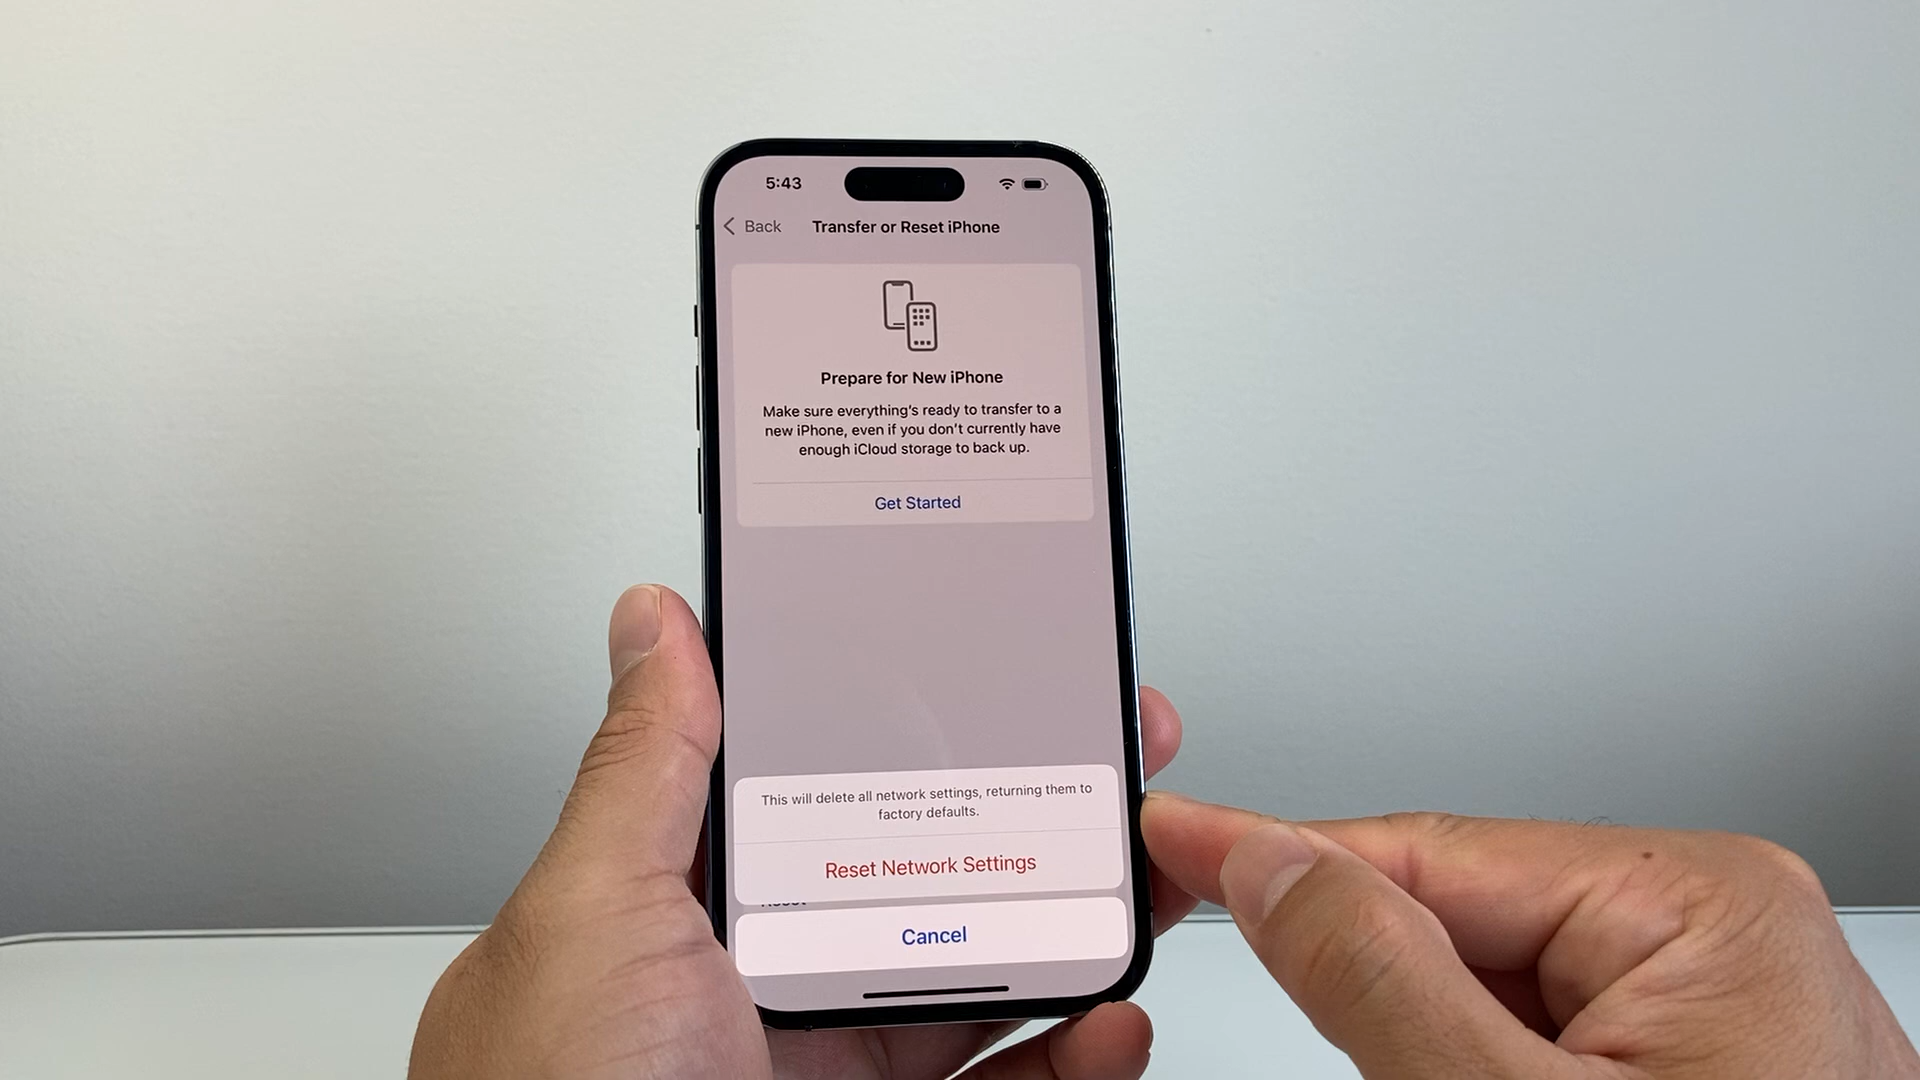 5:43
Back
Transfer or Reset iPhone
Prepare for New iPhone
Make sure everything's ready to transfer to a
new iPhone, even if you don't currently have
enough iCloud storage to back up.
Get Started
This will delete all network settings, returning them to
factory defaults.
Reset Network Settings
Reset
Cancel